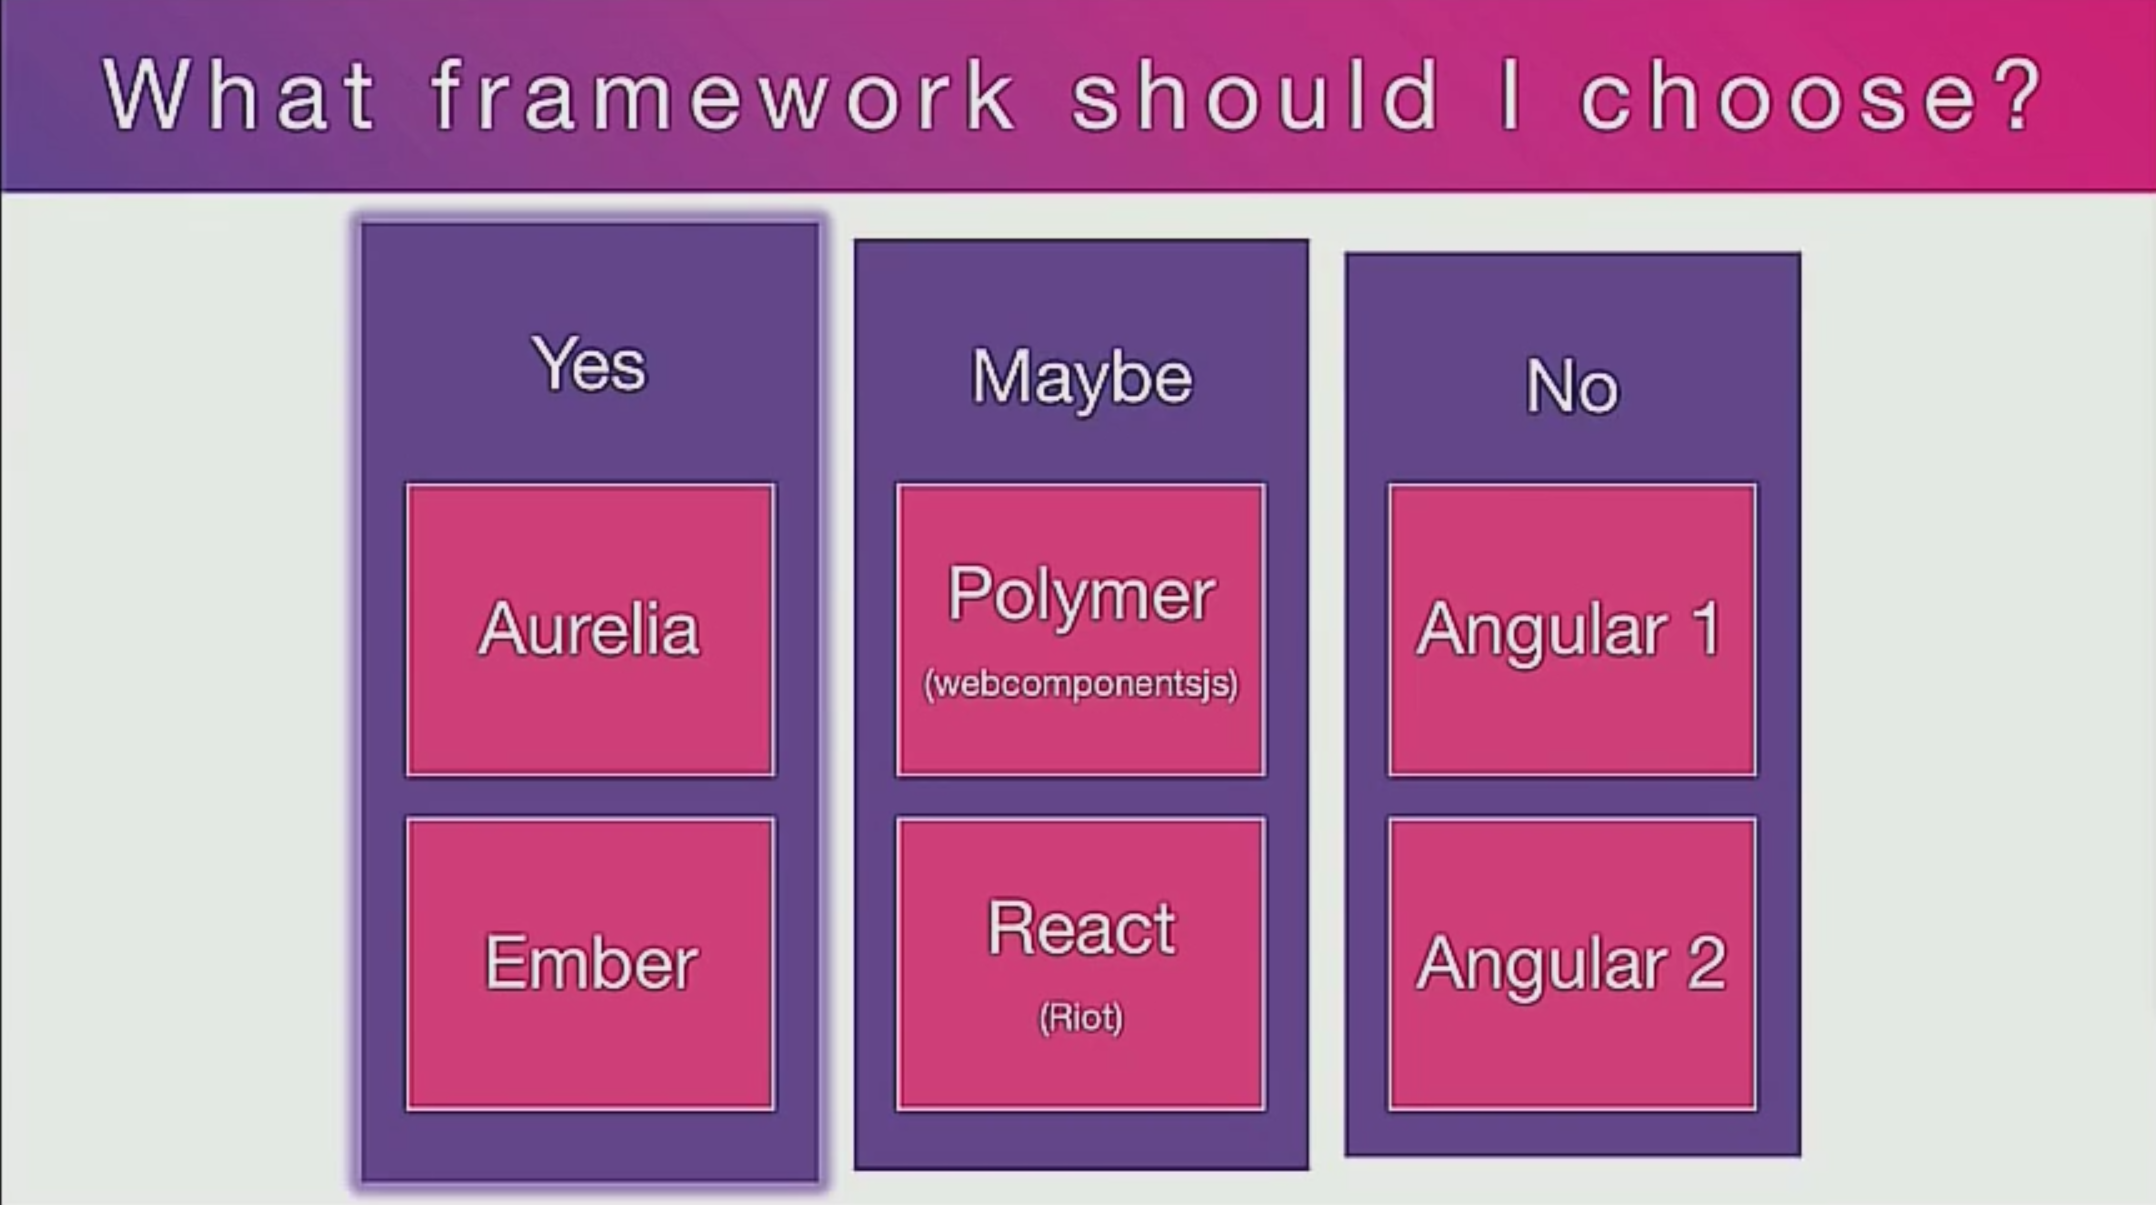 What framework should I choose?
Yes
Aurelia
Ember
Maybe
Polymer
(webcomponentsjs)
React
(Riot)
No
Angular 1
Angular 2